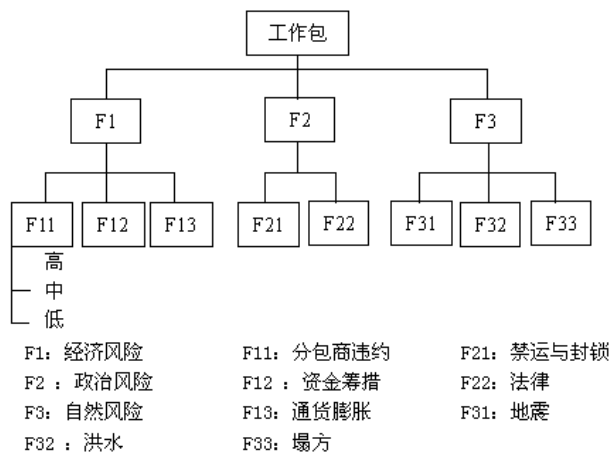 工作包
F1 F2 F3
F11 F12 F13 F21 F22 F31 F32 F33
高
中
低
F1: 经济风险 F11: 分包商违约 F21: 禁运与封锁
F2 : 政治风险 F12 : 资金筹措 F22: 法律
F3: 自然风险 F13: 通货膨胀 F31: 地震
F32 : 洪水 F33: 塌方